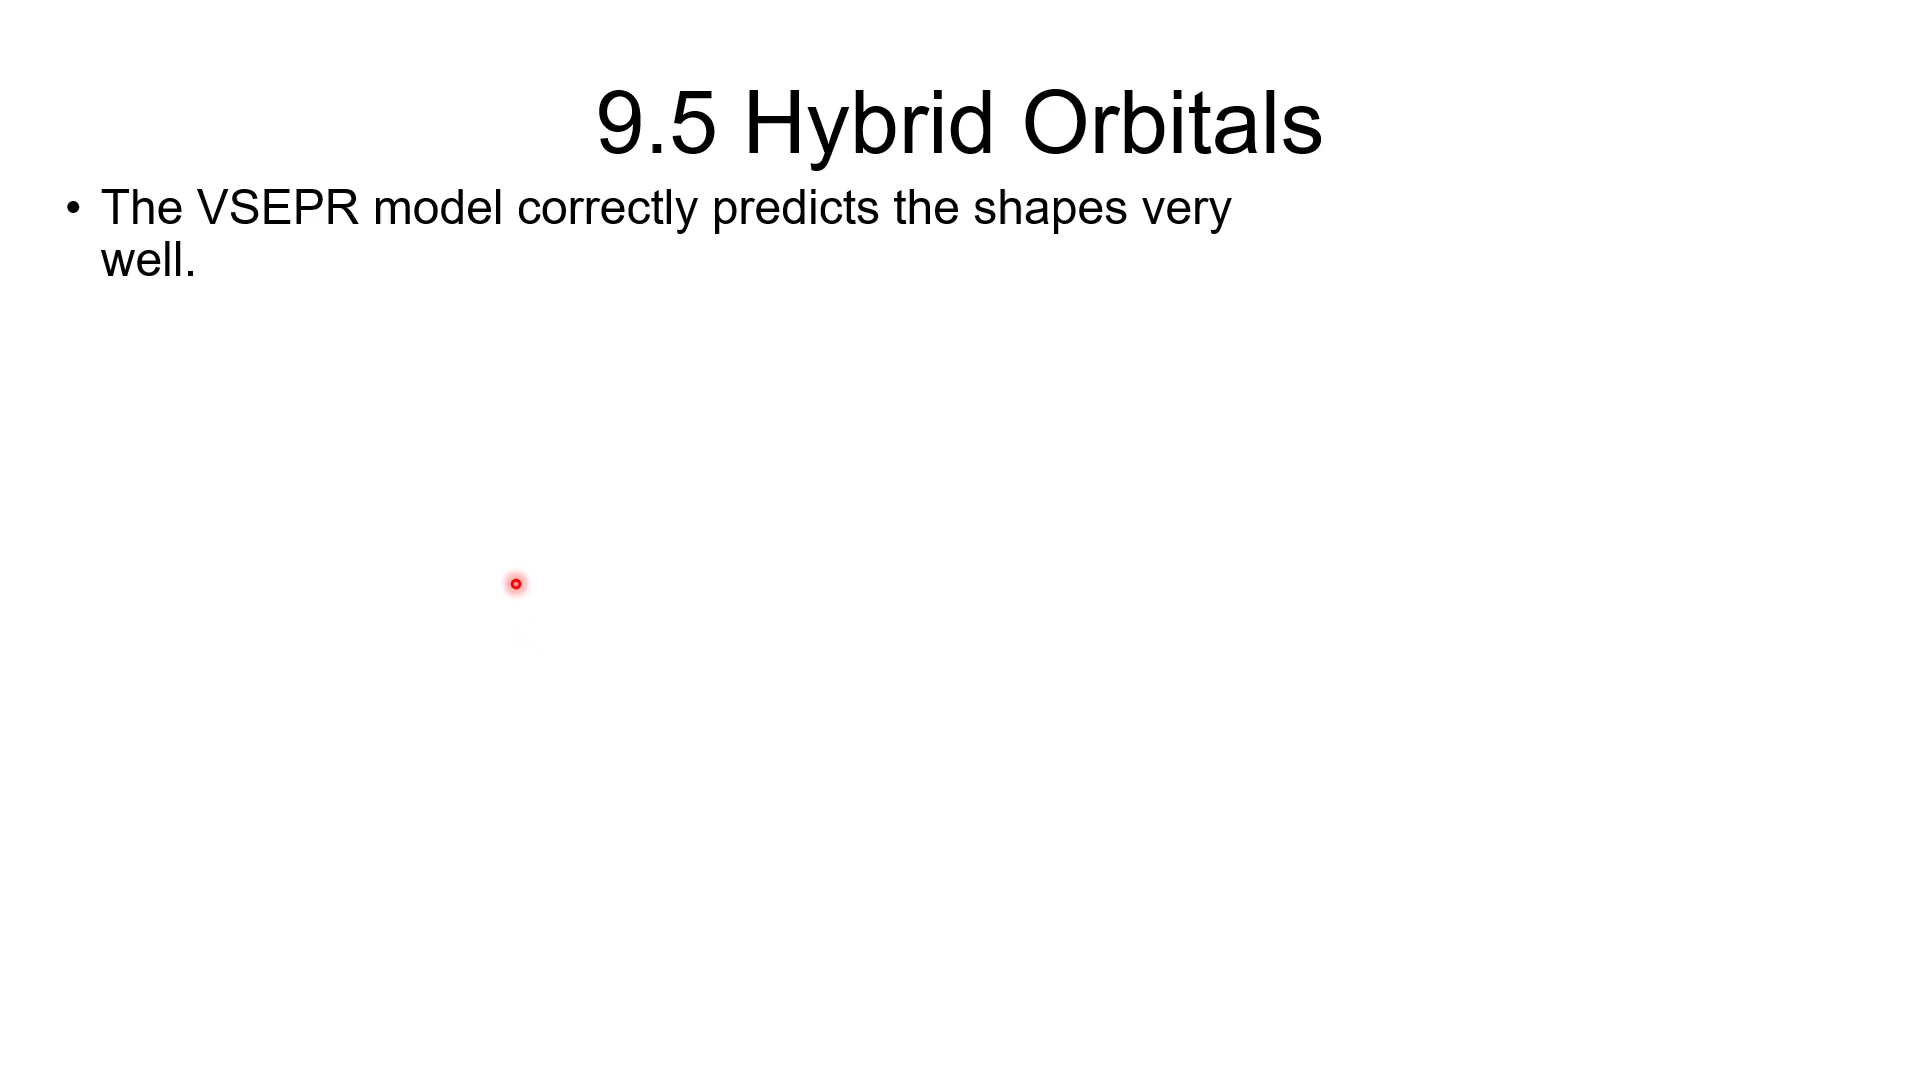 9.5 Hybrid Orbitals
• The VSEPR model correctly predicts the shapes very
well.